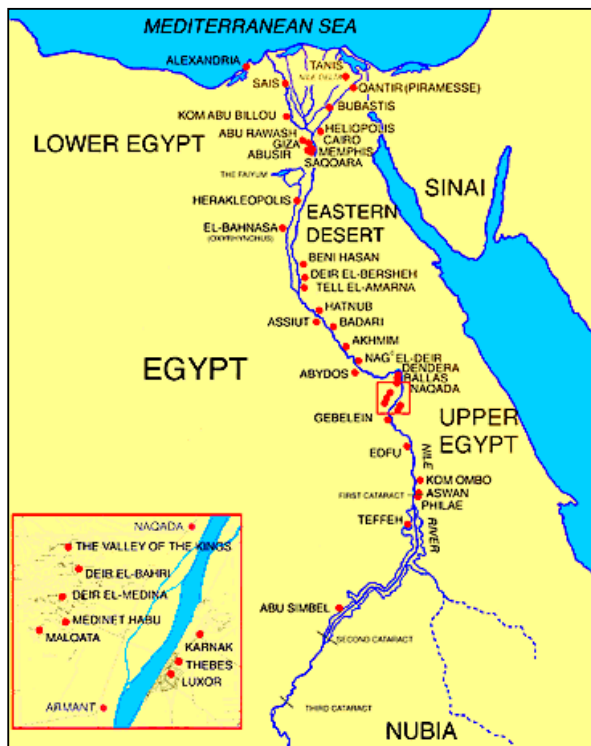 MEDITERRANEAN SEA
ALEXANDRIA
TANIS
NILE DELTA
SAIS
QANTIR (PIRAMESSE)
BUBASTIS
KOM ABU BILLOU
LOWER EGYPT
HELIOPOLIS
ABU RAWASH
CAIRO
GIZA
MEMPHIS
ABUSIR
SAQQARA
THE FAIYUM
SINAI
HERAKLEOPOLIS
EASTERN
DESERT
EL-BAHNASA
(OXYRHYNCHUS)
BENI HASAN
DEIR EL-BERSHEH
TELL EL-AMARNA
HATNUB
ASSIUT
BADARI
AKHMIM
EGYPT
NAG' EL-DEIR
ABYDOS
DENDERA
BALLAS
NAQADA
GEBELEIN
UPPER
EGYPT
EDFU
NILE
RIVER
KOM OMBO
FIRST CATARACT
ASWAN
PHILAE
TEFFEH
ABU SIMBEL
SECOND CATARACT
THIRD CATARACT
NUBIA
NAQADA
THE VALLEY OF THE KINGS
DEIR EL-BAHRI
DEIR EL-MEDINA
MEDINET HABU
MALQATA
KARNAK
THEBES
LUXOR
ARMANT